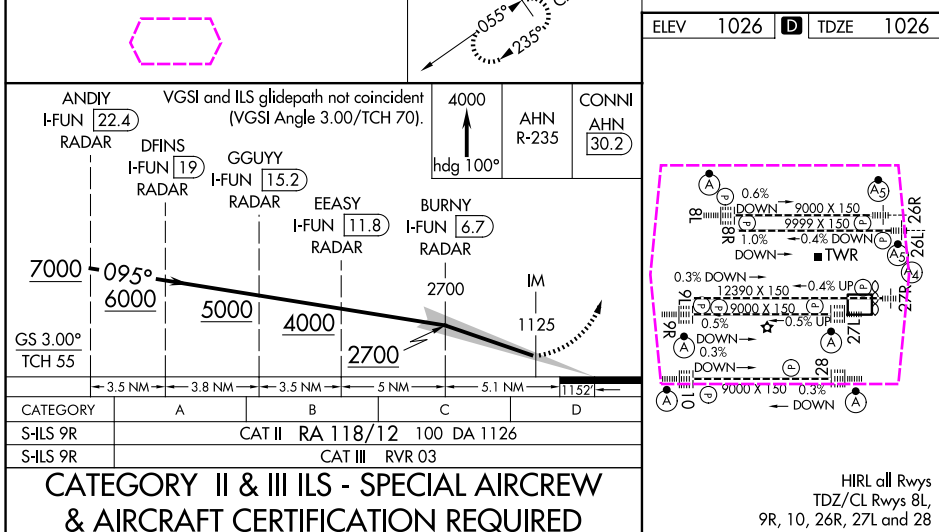 055°
235°
ELEV 1026 D TDZE 1026
VGSI and ILS glidepath not coincident
(VGSI Angle 3.00/TCH 70).
4000
hdg 100°
AHN
R-235
CONNI
AHN
30.2
ANDIY
I-FUN 22.4
RADAR
DFINS
I-FUN 19
RADAR
GGUYY
I-FUN 15.2
RADAR
EEASY
I-FUN 11.8
RADAR
BURNY
I-FUN 6.7
RADAR
7000
095°
6000
5000
4000
2700
2700
IM
1125
GS 3.00°
TCH 55
3.5 NM
3.8 NM
3.5 NM
5 NM
5.1 NM
1152'
CATEGORY A B C D
S-ILS 9R CAT II RA 118/12 100 DA 1126
S-ILS 9R CAT III RVR 03
CATEGORY II & III ILS - SPECIAL AIRCREW
& AIRCRAFT CERTIFICATION REQUIRED
A
P
0.6%
DOWN
9000 X 150
A5
8L
26R
8R
P
9999 X 150
P
1.0%
DOWN
0.4% DOWN
P
26L
A5
TWR
A4
0.3% DOWN
12390 X 150
0.4% UP
P
27R
9L
P
P
9000 X 150
P
9R
0.5%
DOWN
0.5% UP
27L
A
A
0.3%
DOWN
P
28
10
P
9000 X 150
0.3%
DOWN
A
A
HIRL all Rwys
TDZ/CL Rwys 8L,
9R, 10, 26R, 27L and 28